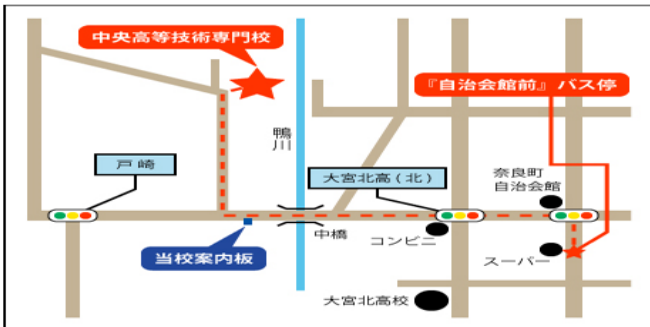 中央高等技術専門校
『自治会館前』バス停
鴨川
戸崎
大宮北高(北)
奈良町
自治会館
中橋
コンビニ
当校案内板
スーパー
大宮北高校